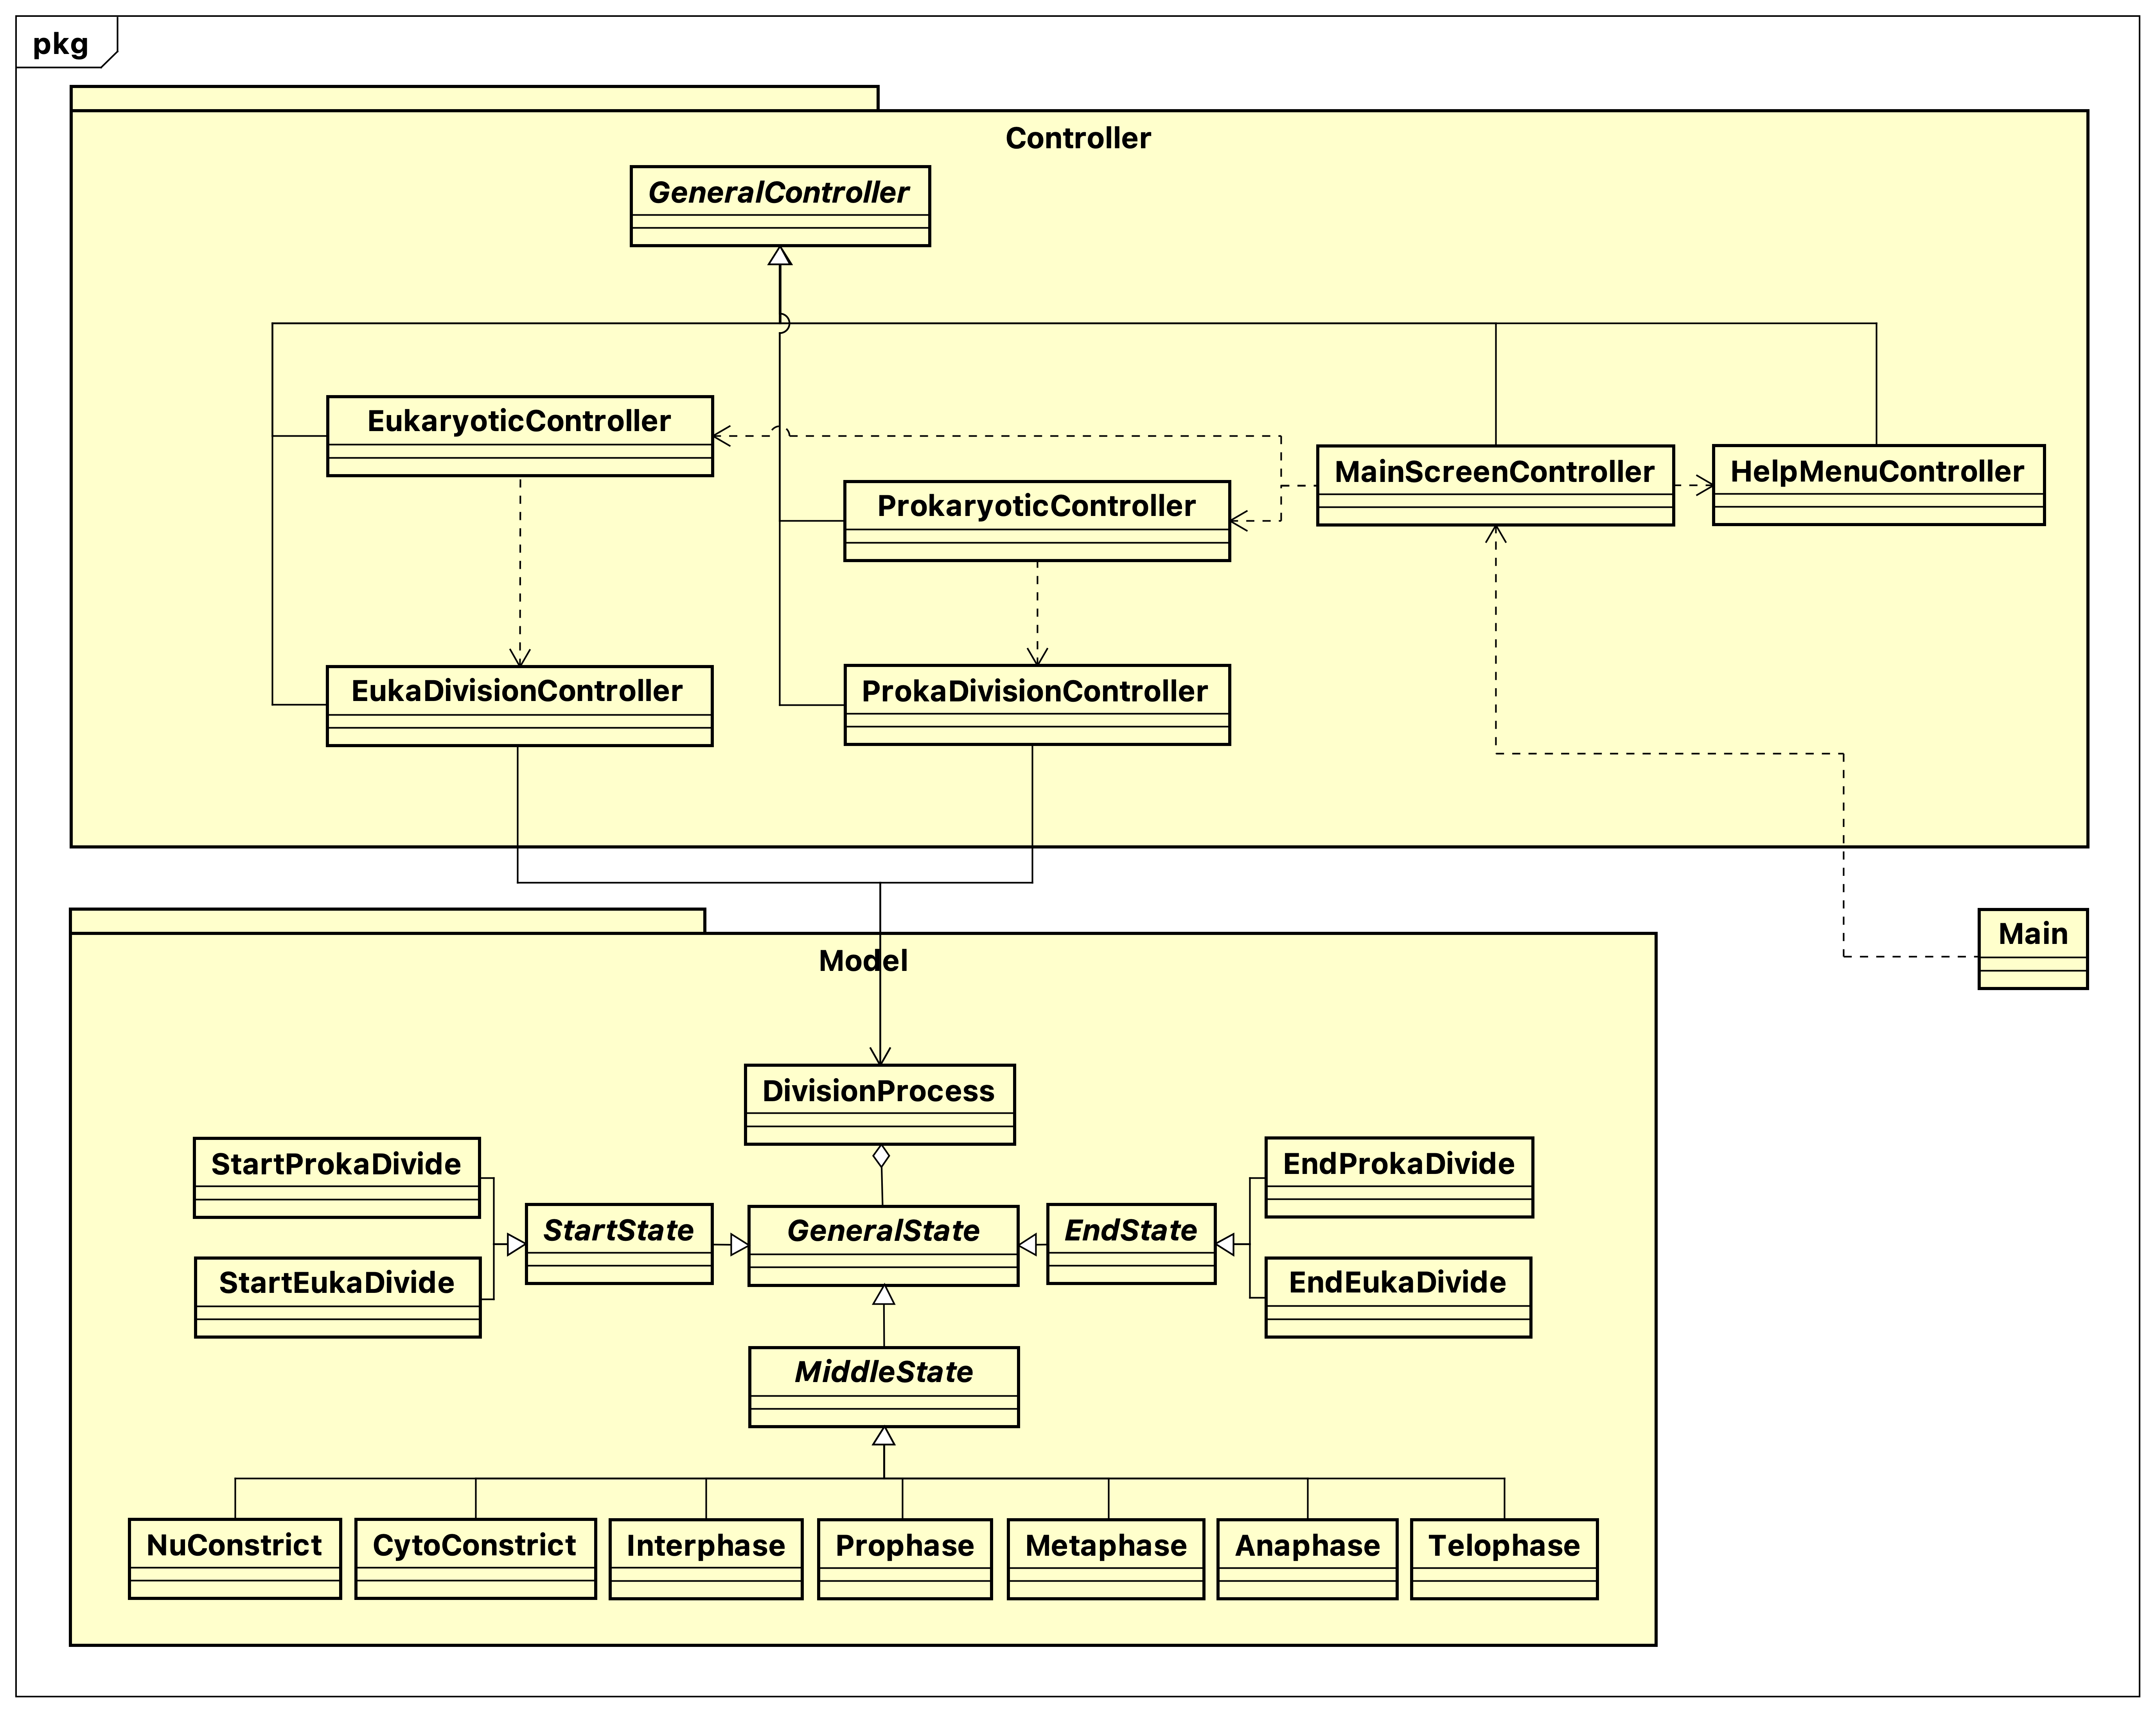 pkg
Controller
GeneralController
EukaryoticController
ProkaryoticController
MainScreenController
HelpMenuController
EukaDivisionController
ProkaDivisionController
Main
Model
DivisionProcess
StartProkaDivide
EndProkaDivide
StartState
GeneralState
EndState
StartEukaDivide
EndEukaDivide
MiddleState
NuConstrict
CytoConstrict
Interphase
Prophase
Metaphase
Anaphase
Telophase